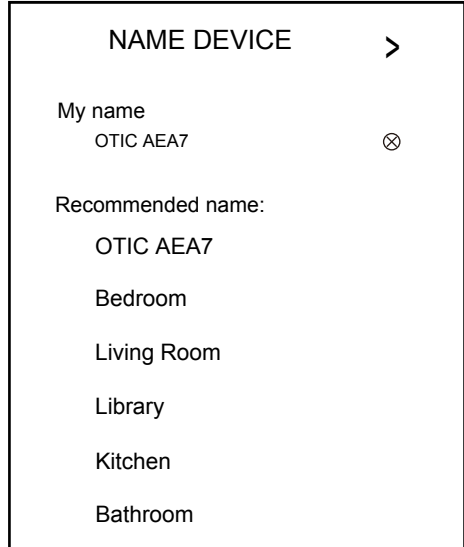 NAME DEVICE >
My name
OTIC AEA7 ⊗
Recommended name:
OTIC AEA7
Bedroom
Living Room
Library
Kitchen
Bathroom